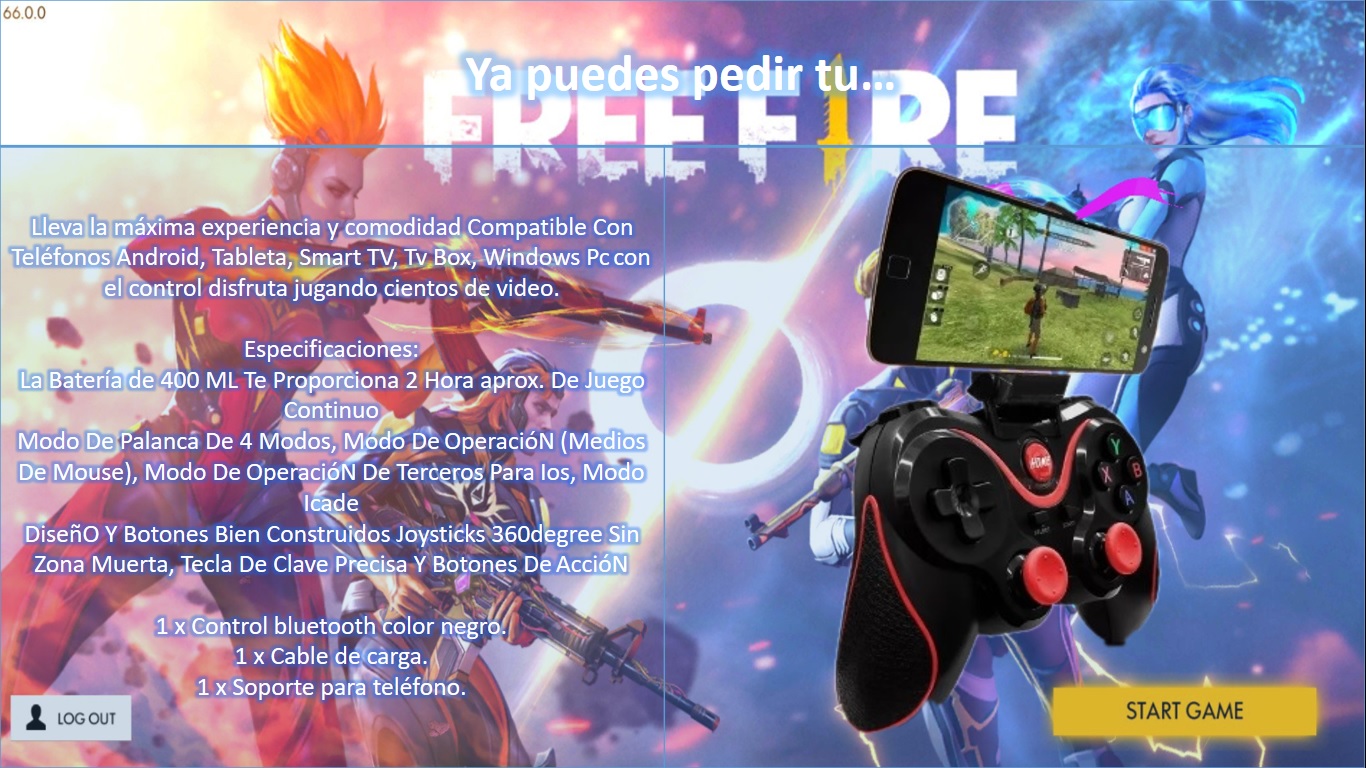 66.0.0
Ya puedes pedir tu...
FREE FIRE
Lleva la máxima experiencia y comodidad Compatible Con
Teléfonos Android, Tableta, Smart TV, Tv Box, Windows Pc con
el control disfruta jugando cientos de video.
Especificaciones:
La Batería de 400 ML Te Proporciona 2 Hora aprox. De Juego
Continuo
Modo De Palanca De 4 Modos, Modo De OperacióN (Medios
De Mouse), Modo De OperacióN De Terceros Para Ios, Modo
Icade
DiseñO Y Botones Bien Construidos Joysticks 360degree Sin
Zona Muerta, Tecla De Clave Precisa Y Botones De AccióN
1 x Control bluetooth color negro.
1 x Cable de carga.
1 x Soporte para teléfono.
HOME
Y
X
B
A
LOG OUT
START GAME